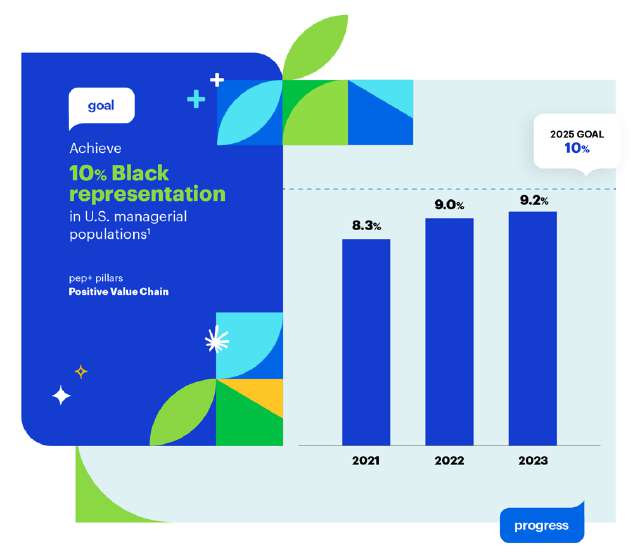 goal
Achieve
10% Black
representation
in U.S. managerial
populations¹
pep+ pillars
Positive Value Chain
2025 GOAL
10%
8.3%
9.0%
9.2%
2021
2022
2023
progress